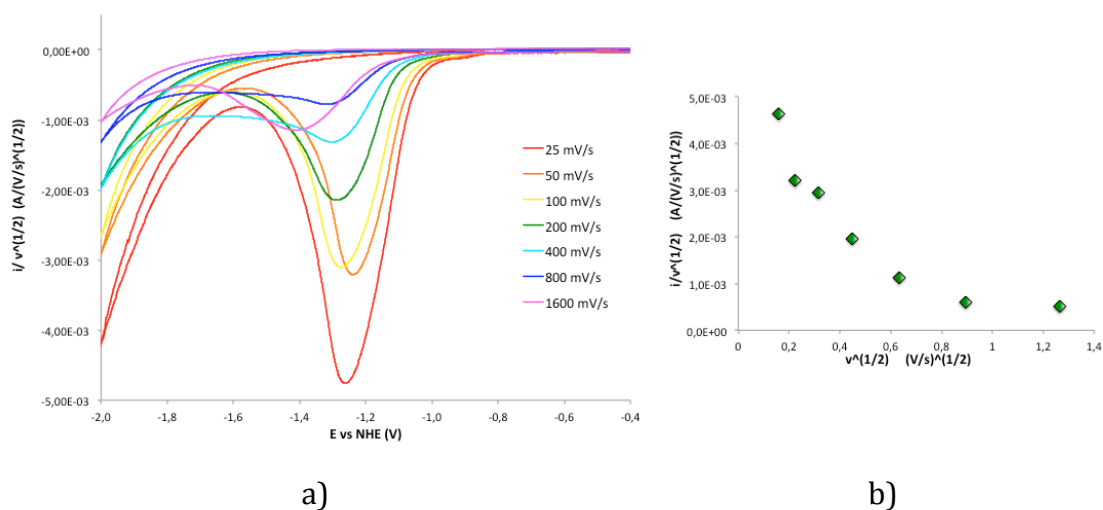 i/ v^(1/2) (A/(V/s)^(1/2))
0,00E+00
-1,00E-03
-2,00E-03
-3,00E-03
-4,00E-03
-5,00E-03
-2,0
-1,8
-1,6
-1,4
-1,2
-1,0
-0,8
-0,6
-0,4
E vs NHE (V)
25 mV/s
50 mV/s
100 mV/s
200 mV/s
400 mV/s
800 mV/s
1600 mV/s
a)
i/v^(1/2) (A/(V/s)^(1/2))
5,0E-03
4,0E-03
3,0E-03
2,0E-03
1,0E-03
0,0E+00
0
0,2
0,4
0,6
0,8
1
1,2
1,4
v^(1/2) (V/s)^(1/2)
b)